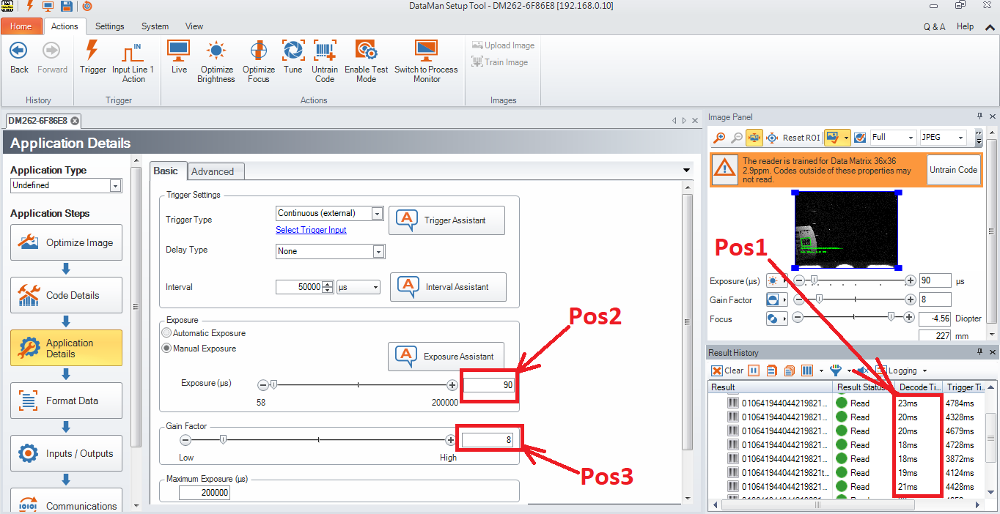 DataMan Setup Tool - DM262-6F86E8 [192.168.0.10]
Home Actions Settings System View Q & A Help
Back Forward Trigger Input Line 1 Action Live Optimize Brightness Optimize Focus Tune Untrain Code Enable Test Mode Switch to Process Monitor Upload Image
Train Image
History Trigger Actions Images
DM262-6F86E8
Application Details
Application Type
Undefined
Application Steps
Optimize Image
Code Details
Application Details
Format Data
Inputs / Outputs
Communications
Basic Advanced
Trigger Settings
Trigger Type Continuous (external) Trigger Assistant
Select Trigger Input
Delay Type None
Interval 50000 µs Interval Assistant
Exposure
Automatic Exposure
Manual Exposure
Exposure Assistant
Exposure (µs) 90
58 200000
Gain Factor
8
Low High
Maximum Exposure (µs)
200000
Pos1
Pos2
Pos3
Image Panel
Reset ROI Full JPEG
The reader is trained for Data Matrix 36x36
2.9ppm. Codes outside of these properties may
not read.
Untrain Code
Exposure (µs) 90 µs
Gain Factor 8
Focus -4.56 Diopter
227 mm
Result History
Clear Logging
Result Result Status Decode Ti... Trigger Ti...
010641944044219821... Read 23ms 4784ms
010641944044219821... Read 20ms 4328ms
010641944044219821... Read 20ms 4679ms
010641944044219821... Read 18ms 4728ms
010641944044219821... Read 18ms 3872ms
010641944044219821t... Read 19ms 4124ms
010641944044219821... Read 21ms 4428ms